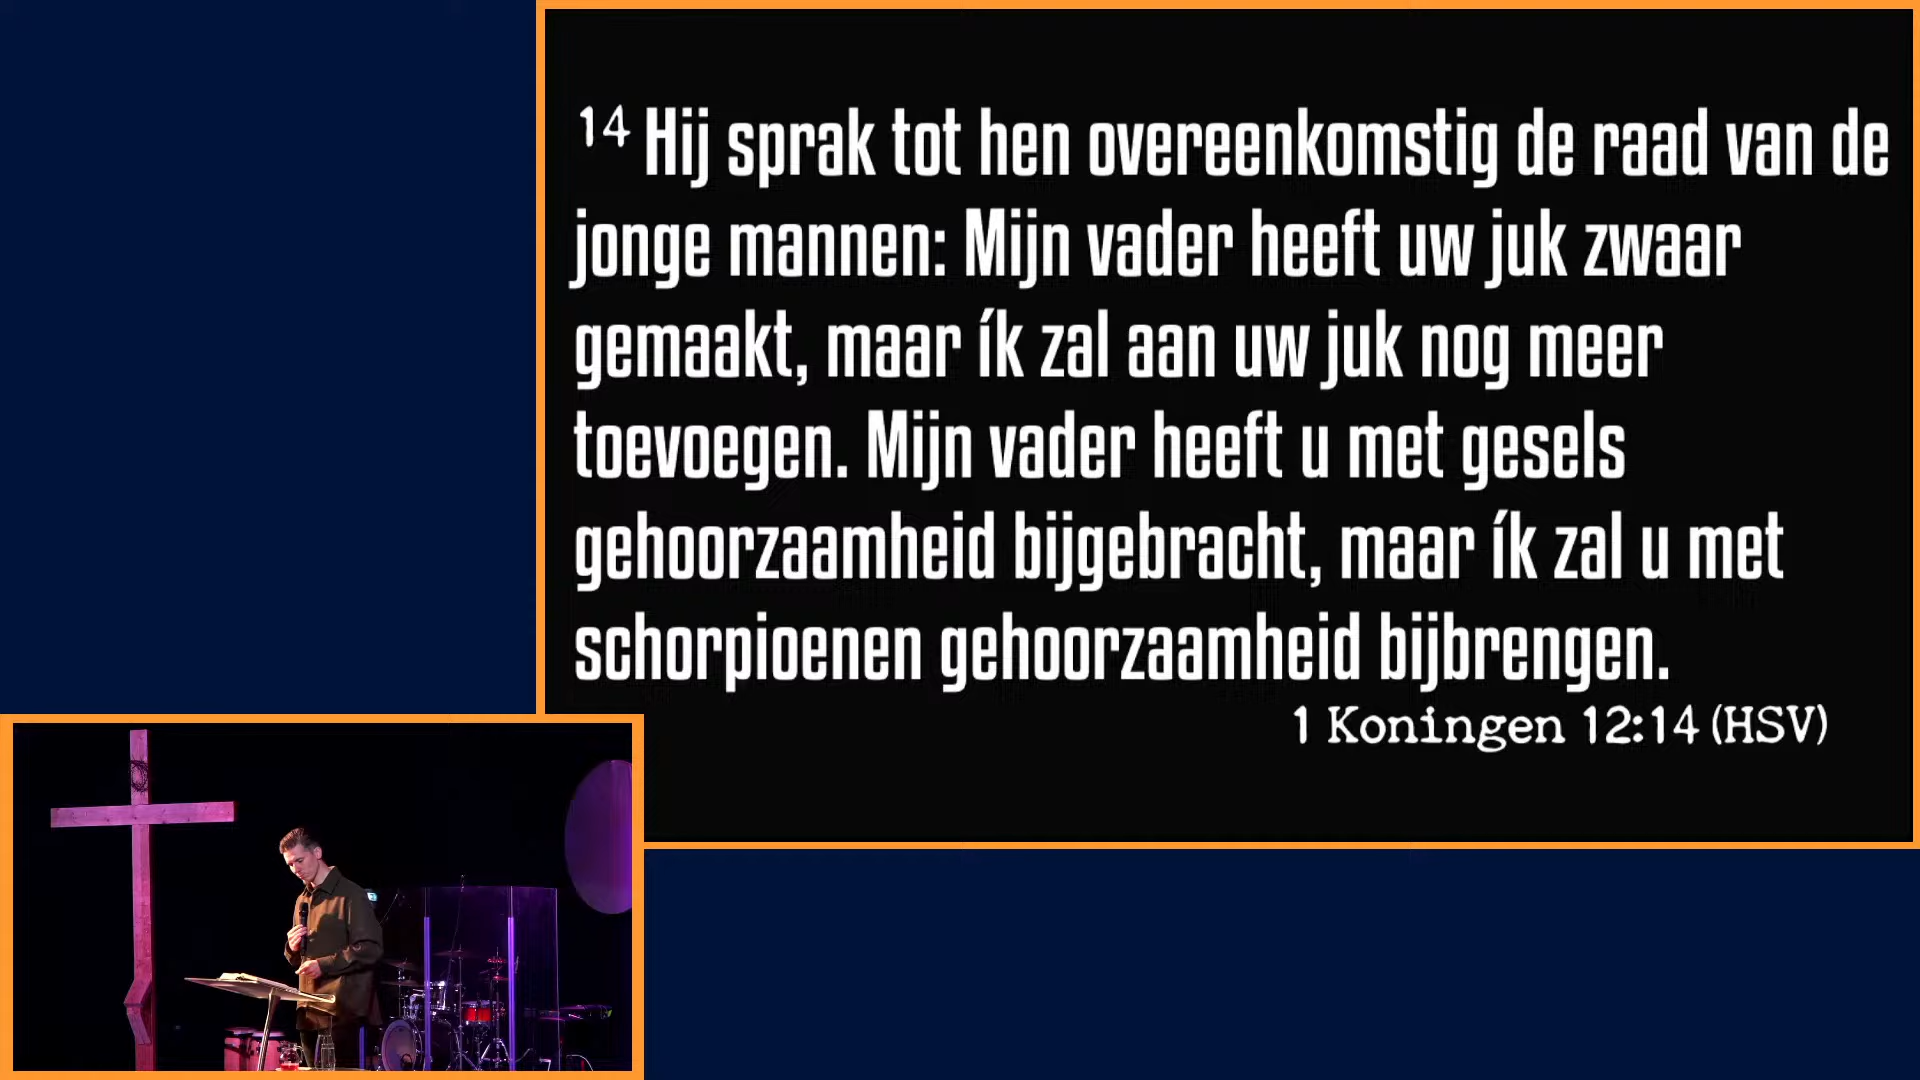 14 Hij sprak tot hen overeenkomstig de raad van de
jonge mannen: Mijn vader heeft uw juk zwaar
gemaakt, maar ík zal aan uw juk nog meer
toevoegen. Mijn vader heeft u met gesels
gehoorzaamheid bijgebracht, maar ík zal u met
schorpioenen gehoorzaamheid bijbrengen.
1 Koningen 12:14 (HSV)